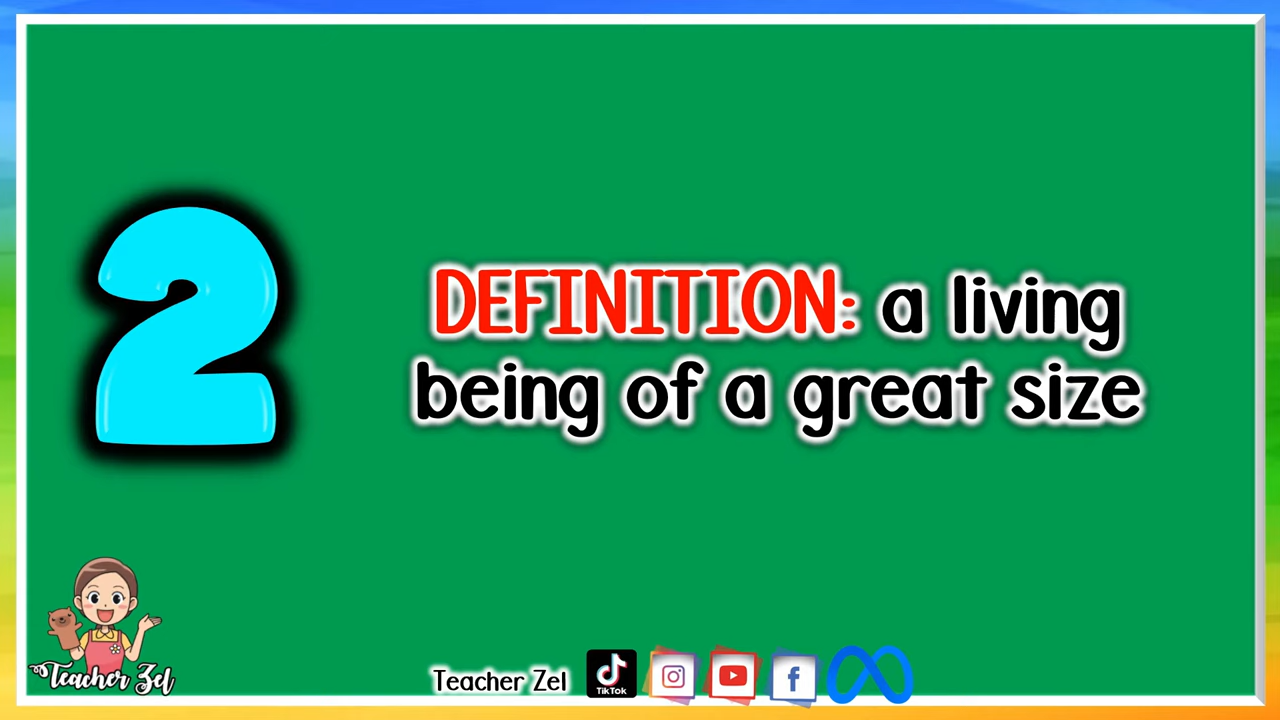 2
DEFINITION: a living
being of a great size
Teacher Zel
Teacher Zel
TikTok